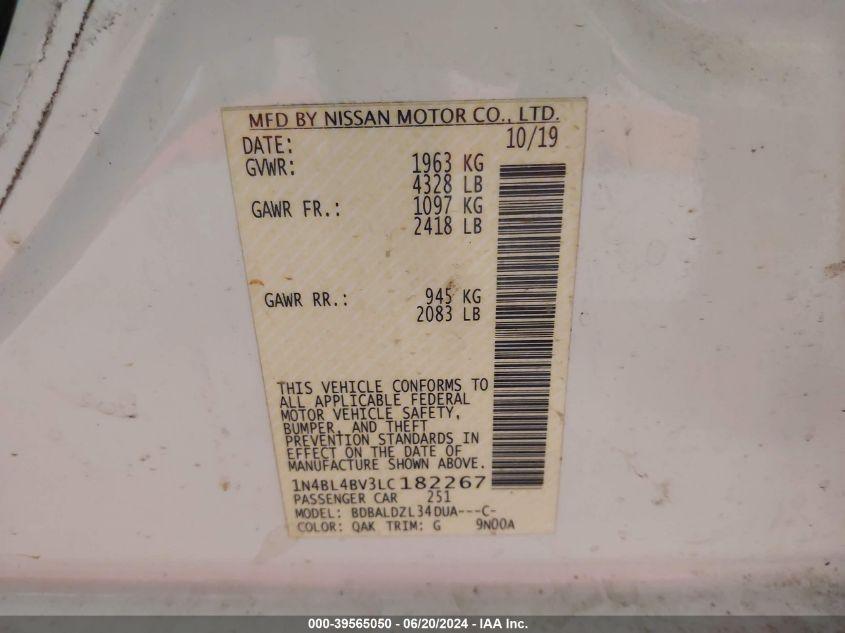 MFD BY NISSAN MOTOR CO., LTD.
DATE: 10/19
GVWR: 1963 KG
4328 LB
GAWR FR.: 1097 KG
2418 LB
GAWR RR.: 945 KG
2083 LB
THIS VEHICLE CONFORMS TO
ALL APPLICABLE FEDERAL
MOTOR VEHICLE SAFETY,
BUMPER, AND THEFT
PREVENTION STANDARDS IN
EFFECT ON THE DATE OF
MANUFACTURE SHOWN ABOVE.
1N4BL4BV3LC182267
PASSENGER CAR 251
MODEL: BDBALDZL34DUA---C-
COLOR: QAK TRIM: G 9N00A
000-39565050 - 06/20/2024 - IAA Inc.